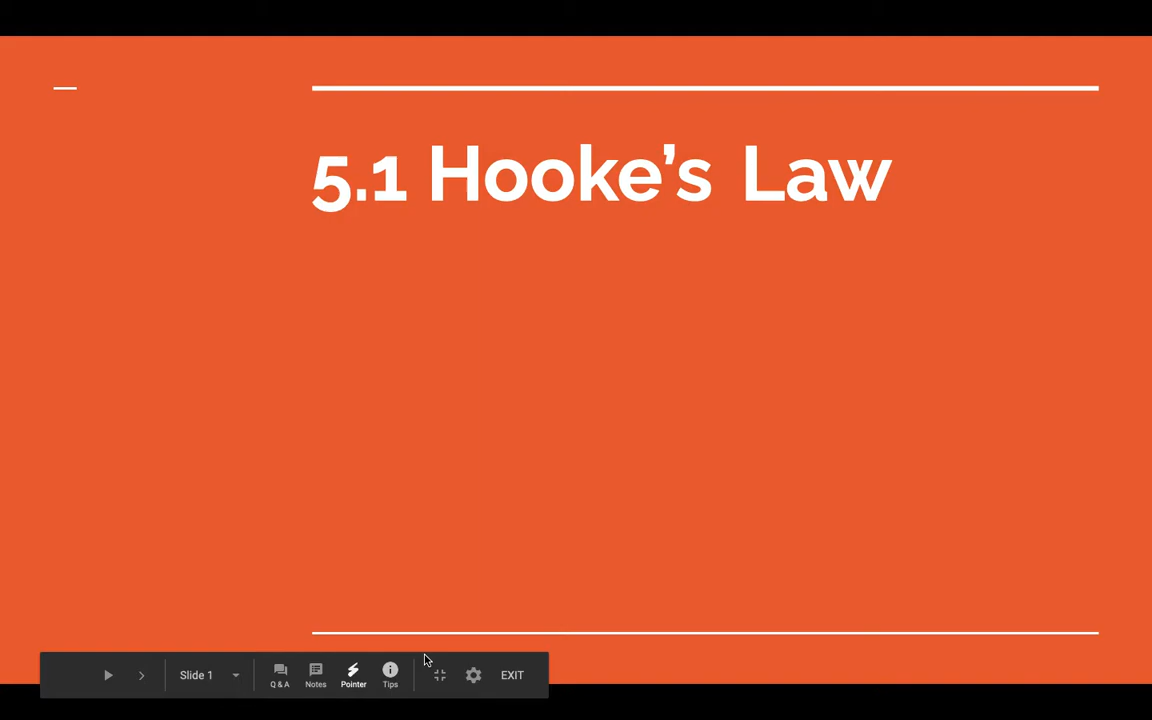 5.1 Hooke’s Law
Slide 1
Q & A
Notes
Pointer
Tips
EXIT